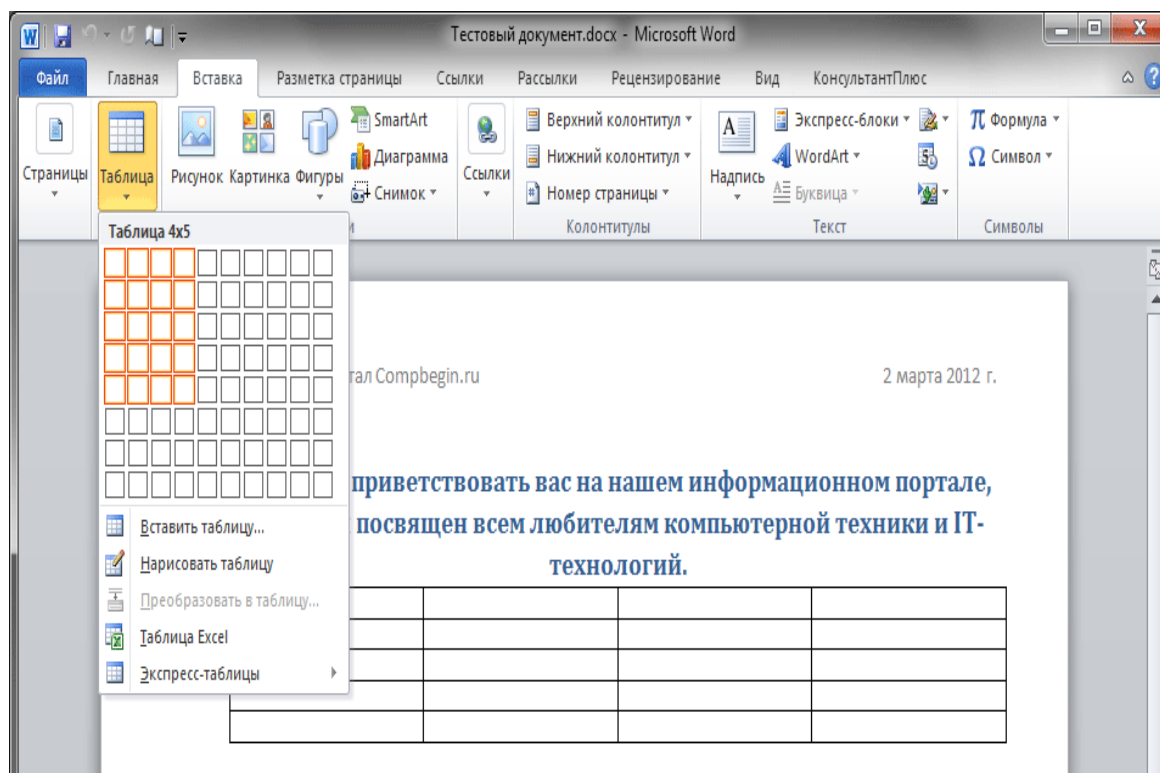 Тестовый документ.docx - Microsoft Word
Файл Главная Вставка Разметка страницы Ссылки Рассылки Рецензирование Вид КонсультантПлюс
Страницы
Таблица
Рисунок
Картинка
Фигуры
SmartArt
Диаграмма
Снимок
Ссылки
Верхний колонтитул
Нижний колонтитул
Номер страницы
Колонтитулы
Надпись
Экспресс-блоки
WordArt
Буквица
Текст
Формула
Символ
Символы
Таблица 4x5
Вставить таблицу...
Нарисовать таблицу
Преобразовать в таблицу...
Таблица Excel
Экспресс-таблицы
Compbegin.ru 2 марта 2012 г.
приветствовать вас на нашем информационном портале,
посвящен всем любителям компьютерной техники и IT-
технологий.